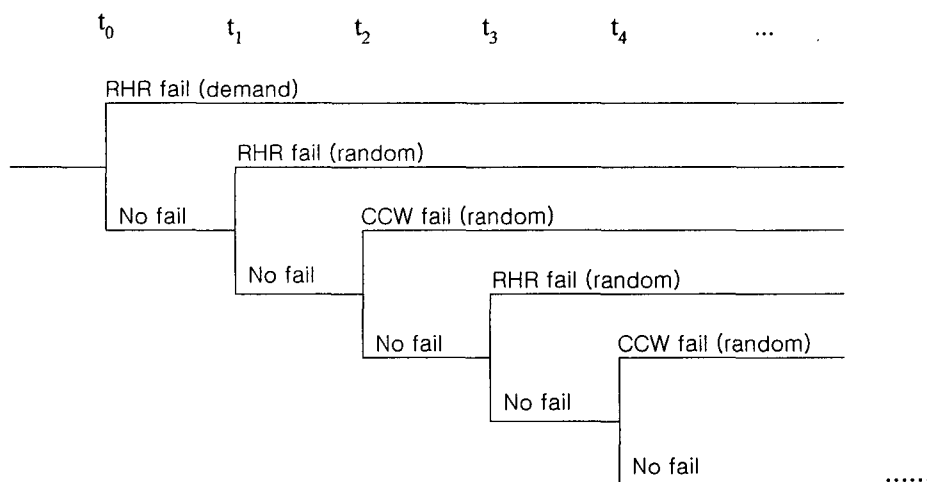 t0 t1 t2 t3 t4 ...
RHR fail (demand)
RHR fail (random)
No fail
CCW fail (random)
No fail
RHR fail (random)
No fail
CCW fail (random)
No fail
No fail
......